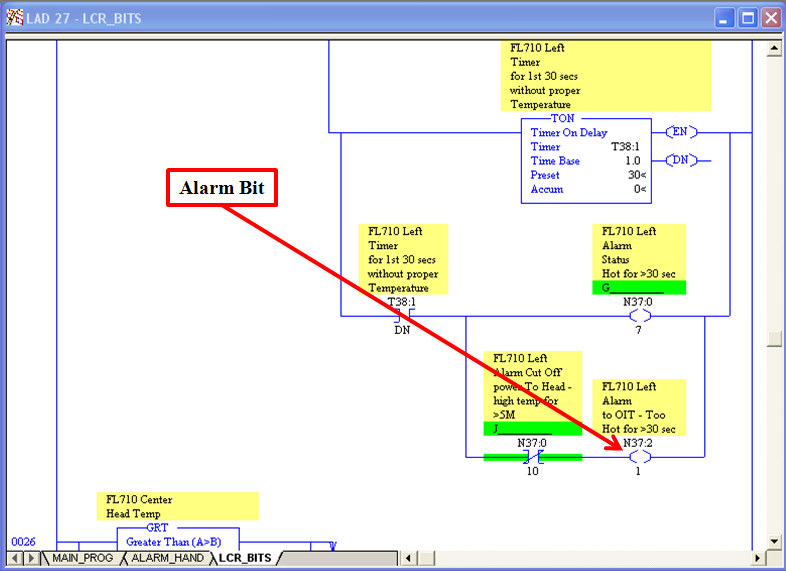 LAD 27 - LCR_BITS
FL710 Left
Timer
for 1st 30 secs
without proper
Temperature
TON
Timer On Delay
Timer T38:1
Time Base 1.0
Preset 30<
Accum 0<
EN
DN
Alarm Bit
FL710 Left
Timer
for 1st 30 secs
without proper
Temperature
T38:1
DN
FL710 Left
Alarm
Status
Hot for >30 sec
G_________
N37:0
7
FL710 Left
Alarm Cut Off
power To Head -
high temp for
>5M
J_________
N37:0
10
FL710 Left
Alarm
to OIT - Too
Hot for >30 sec
N37:2
1
FL710 Center
Head Temp
GRT
Greater Than (A>B)
0026
MAIN_PROG ALARM_HAND LCR_BITS